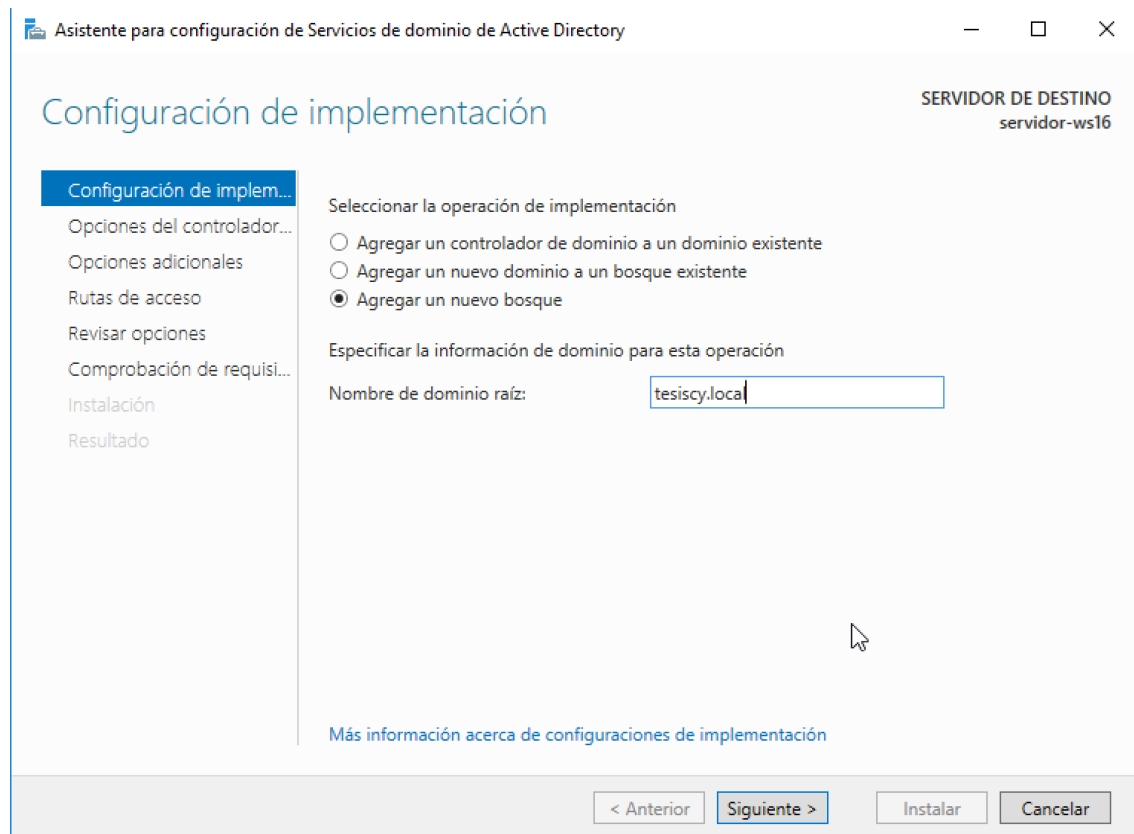 Asistente para configuración de Servicios de dominio de Active Directory
Configuración de implementación
SERVIDOR DE DESTINO
servidor-ws16
Configuración de implem...
Opciones del controlador...
Opciones adicionales
Rutas de acceso
Revisar opciones
Comprobación de requisi...
Instalación
Resultado
Seleccionar la operación de implementación
Agregar un controlador de dominio a un dominio existente
Agregar un nuevo dominio a un bosque existente
Agregar un nuevo bosque
Especificar la información de dominio para esta operación
Nombre de dominio raíz: tesiscy.local
Más información acerca de configuraciones de implementación
< Anterior Siguiente > Instalar Cancelar